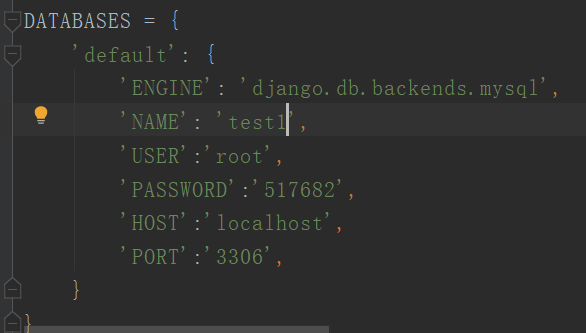 DATABASES = {
'default': {
'ENGINE': 'django.db.backends.mysql',
'NAME': 'test1',
'USER':'root',
'PASSWORD':'517682',
'HOST':'localhost',
'PORT':'3306',
}
}